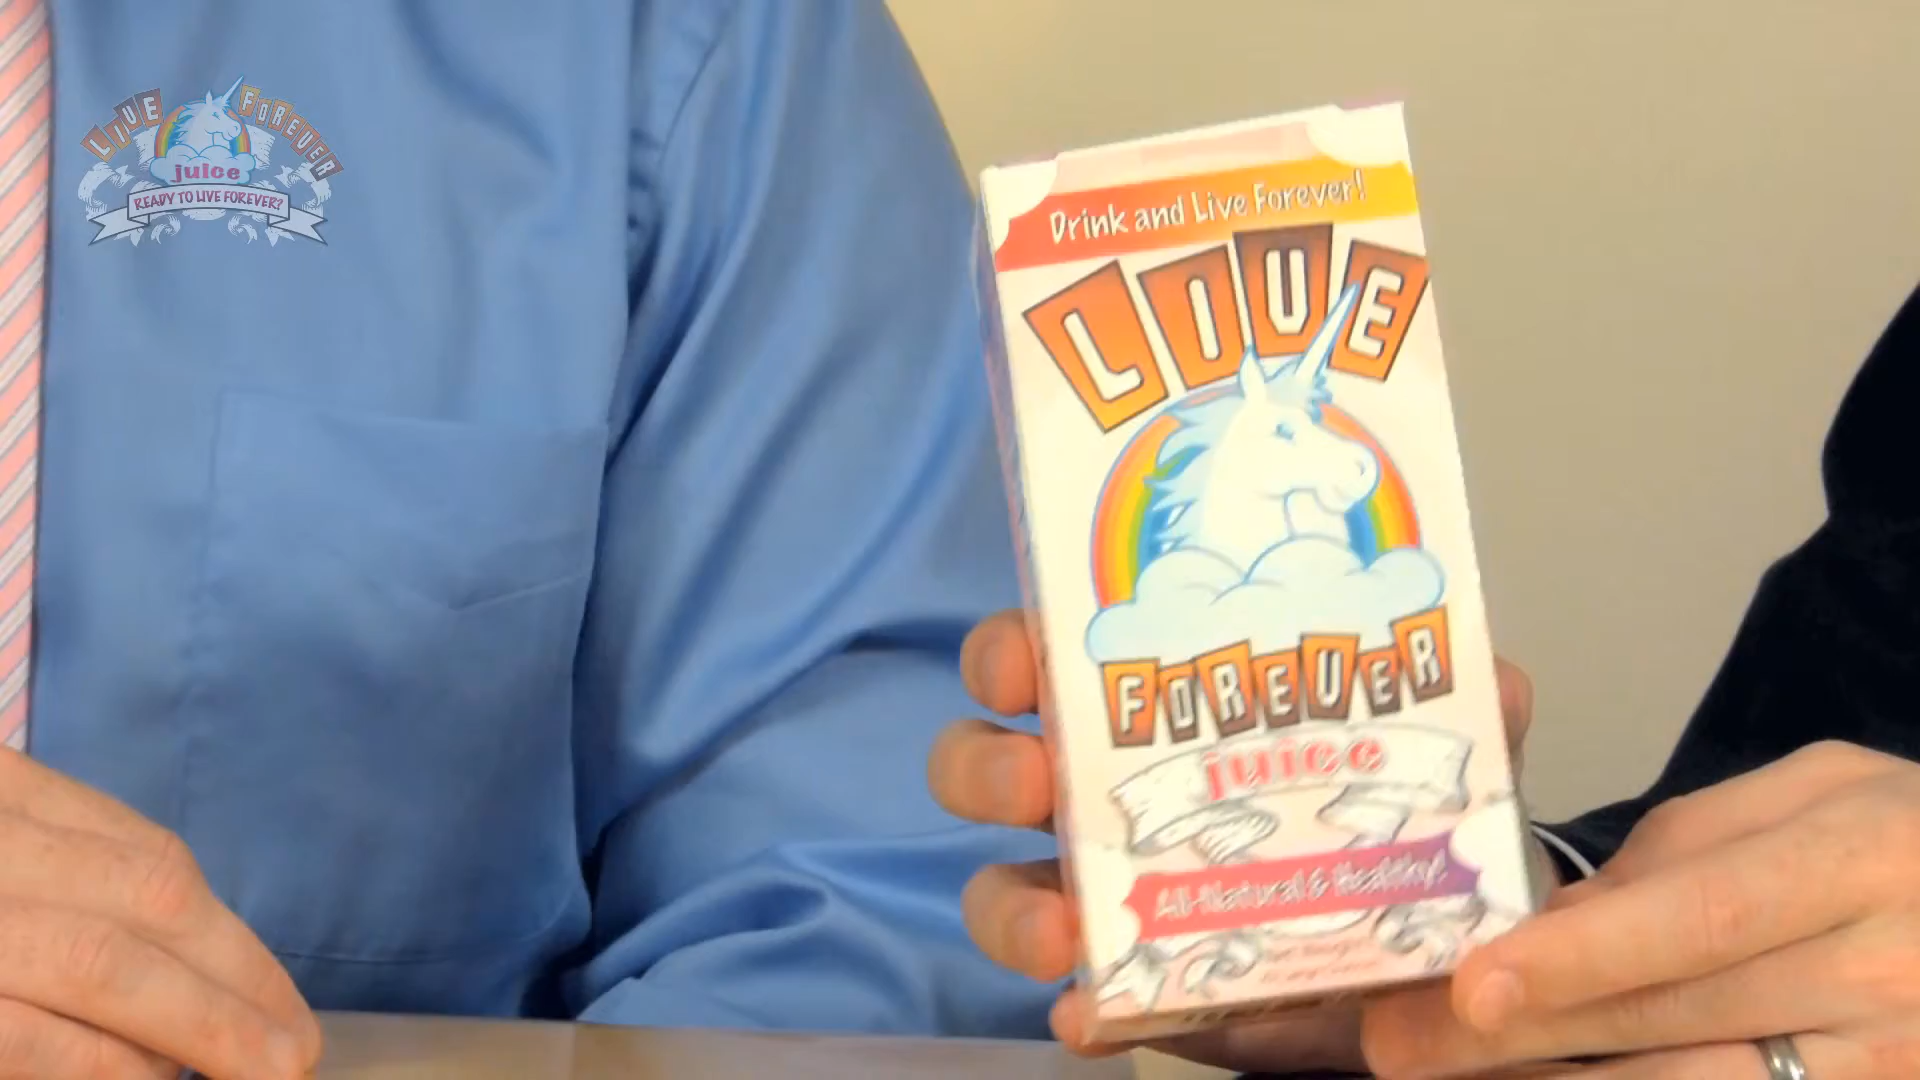 LIVE FOREVER
juice
READY TO LIVE FOREVER?
Drink and Live Forever!
LIVE
FOREVER
juice
All-Natural & Healthy!